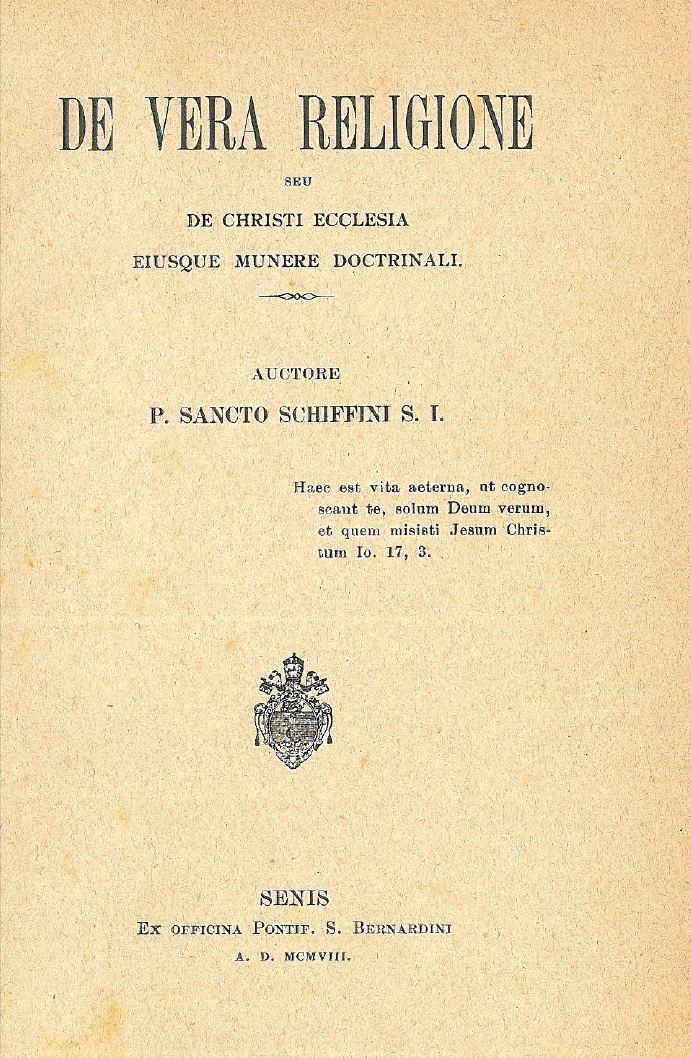 DE VERA RELIGIONE
SEU
DE CHRISTI ECCLESIA
EIUSQUE MUNERE DOCTRINALI.
AUCTORE
P. SANCTO SCHIFFINI S. I.
Haec est vita aeterna, ut cogno-
scant te, solum Deum verum,
et quem misisti Jesum Chris-
tum Io. 17, 3.
SENIS
EX OFFICINA PONTIF. S. BERNARDINI
A. D. MCMVIII.